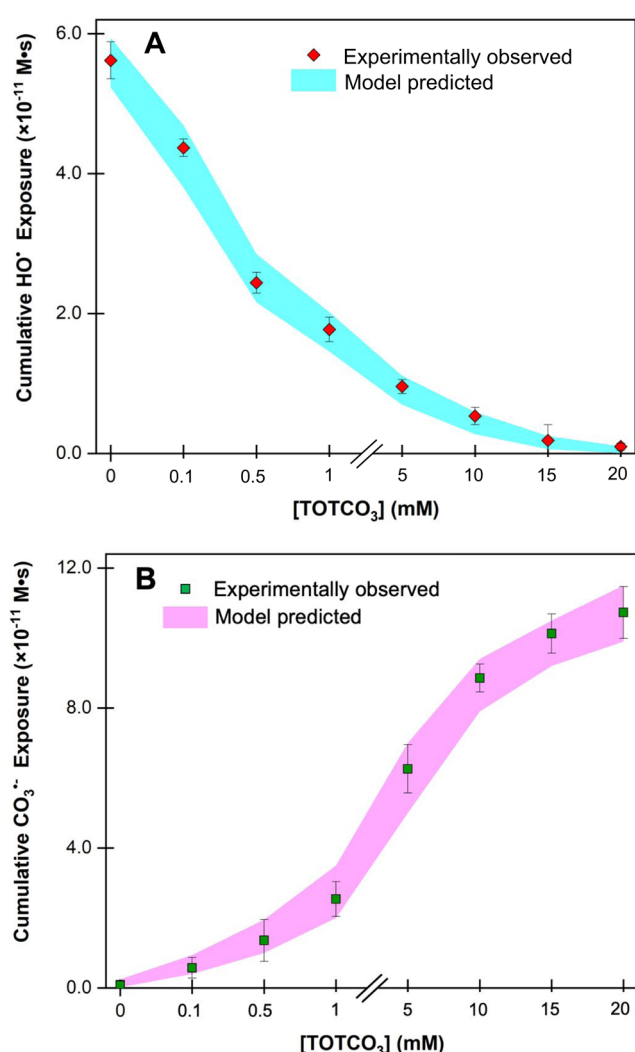 A
Experimentally observed
Model predicted
Cumulative HO• Exposure (×10⁻¹¹ M•s)
6.0
4.0
2.0
0.0
0 0.1 0.5 1 5 10 15 20
[TOTCO₃] (mM)
B
Experimentally observed
Model predicted
Cumulative CO₃•⁻ Exposure (×10⁻¹¹ M•s)
12.0
8.0
4.0
0.0
0 0.1 0.5 1 5 10 15 20
[TOTCO₃] (mM)